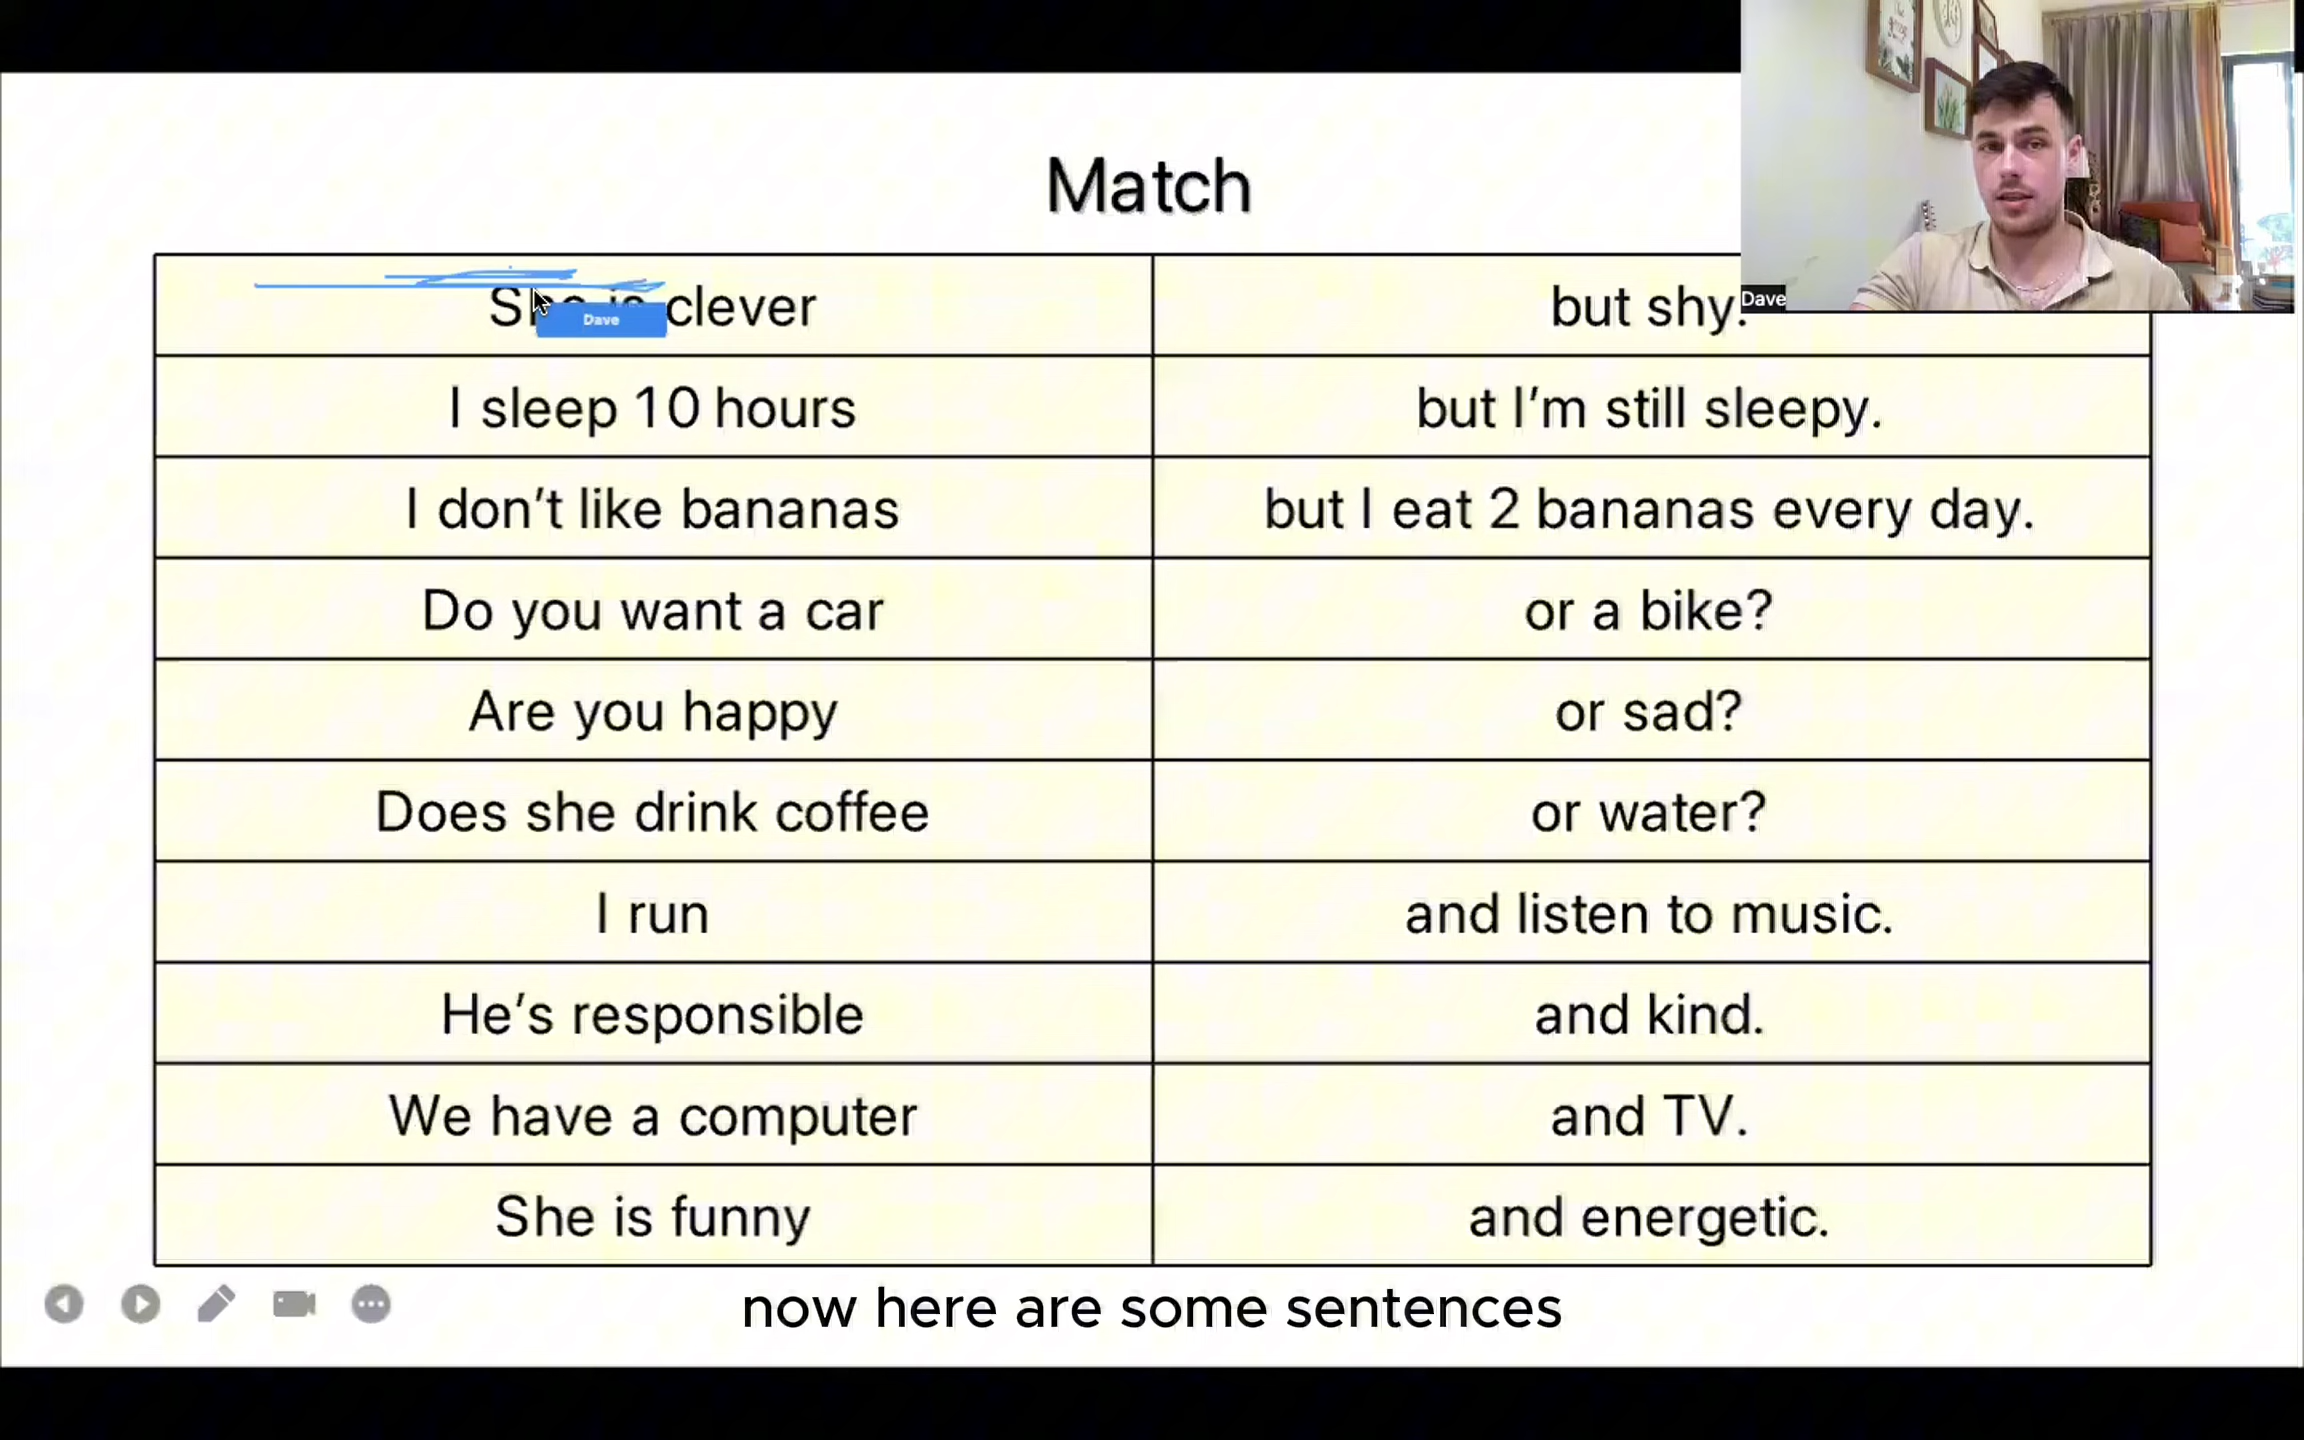 Match
She is clever
but shy.
I sleep 10 hours
but I’m still sleepy.
I don’t like bananas
but I eat 2 bananas every day.
Do you want a car
or a bike?
Are you happy
or sad?
Does she drink coffee
or water?
I run
and listen to music.
He’s responsible
and kind.
We have a computer
and TV.
She is funny
and energetic.
Dave
Dave
now here are some sentences